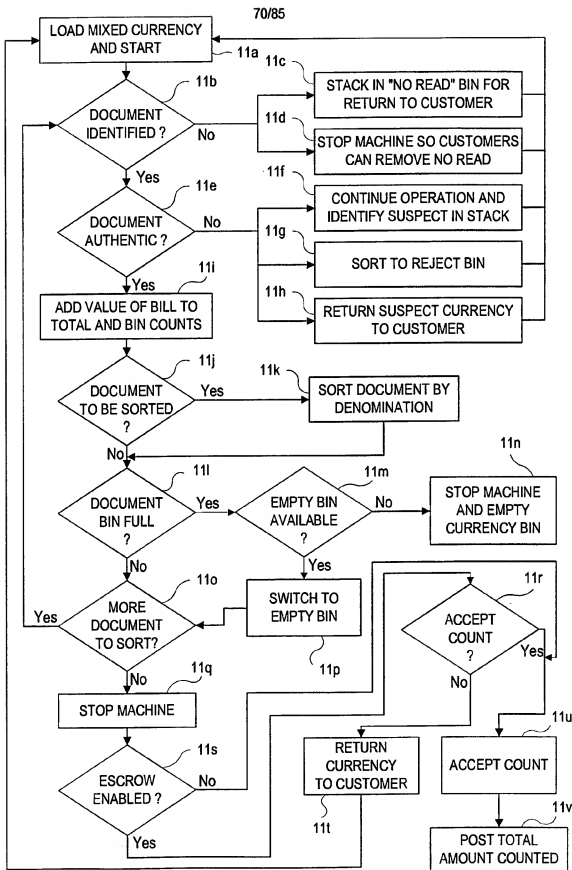 70/85
LOAD MIXED CURRENCY
AND START
11a
11b
DOCUMENT
IDENTIFIED ?
No
Yes
11c
STACK IN "NO READ" BIN FOR
RETURN TO CUSTOMER
11d
STOP MACHINE SO CUSTOMERS
CAN REMOVE NO READ
11e
DOCUMENT
AUTHENTIC ?
No
Yes
11f
CONTINUE OPERATION AND
IDENTIFY SUSPECT IN STACK
11g
SORT TO REJECT BIN
11h
RETURN SUSPECT CURRENCY
TO CUSTOMER
11i
ADD VALUE OF BILL TO
TOTAL AND BIN COUNTS
11j
DOCUMENT
TO BE SORTED
?
Yes
No
11k
SORT DOCUMENT BY
DENOMINATION
11l
DOCUMENT
BIN FULL
?
Yes
No
11m
EMPTY BIN
AVAILABLE
?
No
Yes
11n
STOP MACHINE
AND EMPTY
CURRENCY BIN
11o
MORE
DOCUMENT
TO SORT?
Yes
No
SWITCH TO
EMPTY BIN
11p
11q
STOP MACHINE
11r
ACCEPT
COUNT
?
Yes
No
11s
ESCROW
ENABLED ?
No
Yes
RETURN
CURRENCY
TO CUSTOMER
11t
11u
ACCEPT COUNT
11v
POST TOTAL
AMOUNT COUNTED